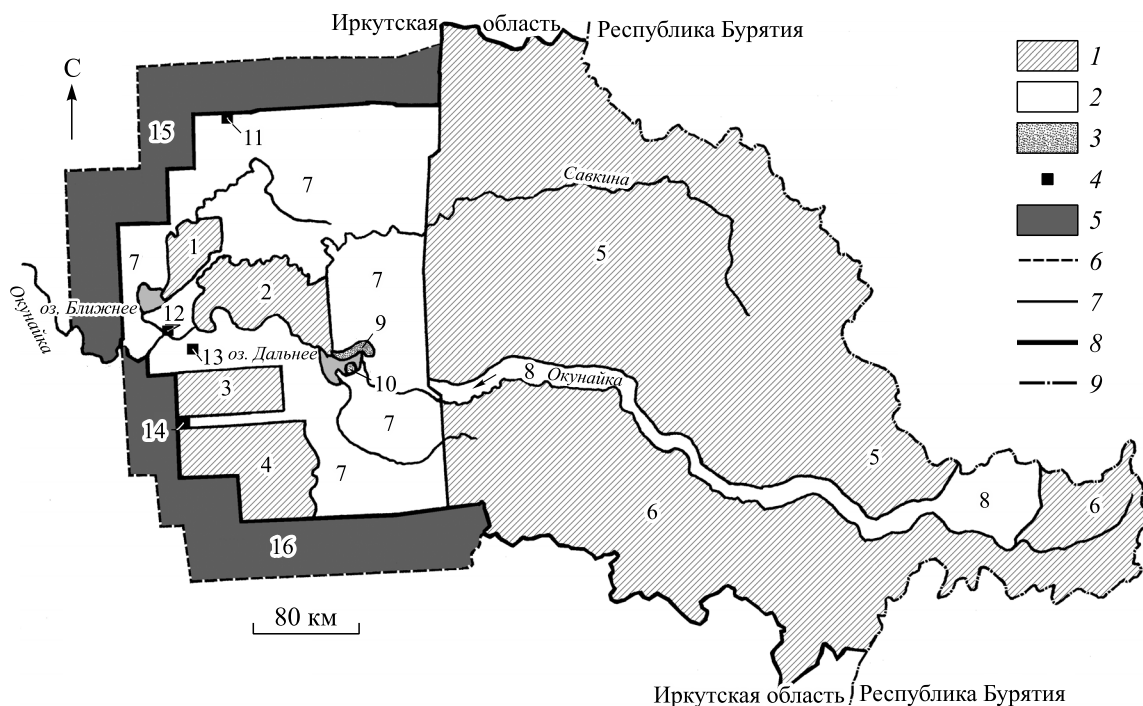 Иркутская область
Республика Бурятия
С
1
2
3
4
5
6
7
8
9
15
11
7
Савкина
1
5
7
7
2
Окунайка
оз. Ближнее
12
9
13
оз. Дальнее
10
8
Окунайка
3
7
14
4
7
5
8
6
6
16
80 км
Иркутская область
Республика Бурятия